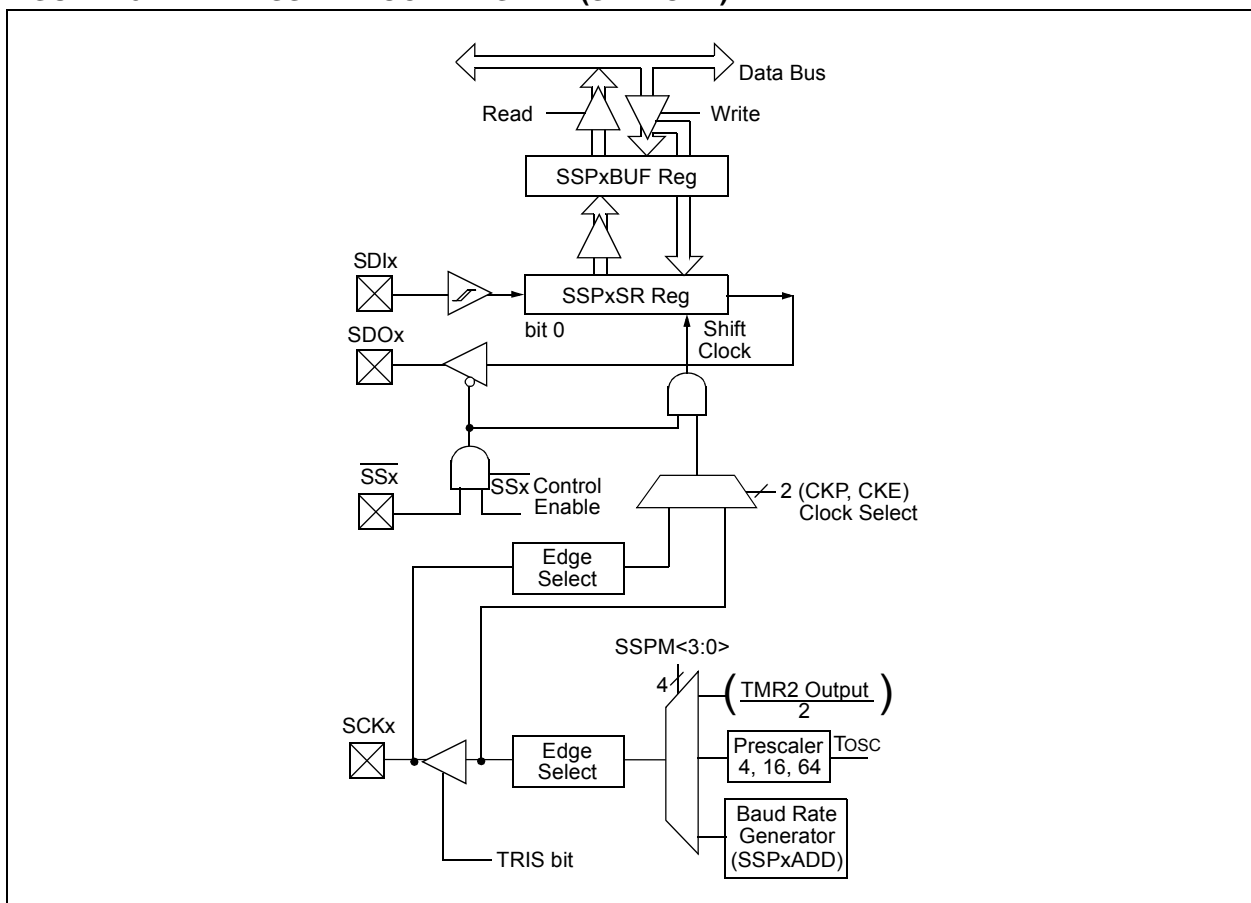 Data Bus
Read
Write
SSPxBUF Reg
SDIx
SSPxSR Reg
bit 0
Shift
Clock
SDOx
SSx
SSx Control
Enable
2 (CKP, CKE)
Clock Select
Edge
Select
SSPM<3:0>
4
(TMR2 Output)
2
SCKx
Edge
Select
Prescaler
4, 16, 64
TOSC
Baud Rate
Generator
(SSPxADD)
TRIS bit